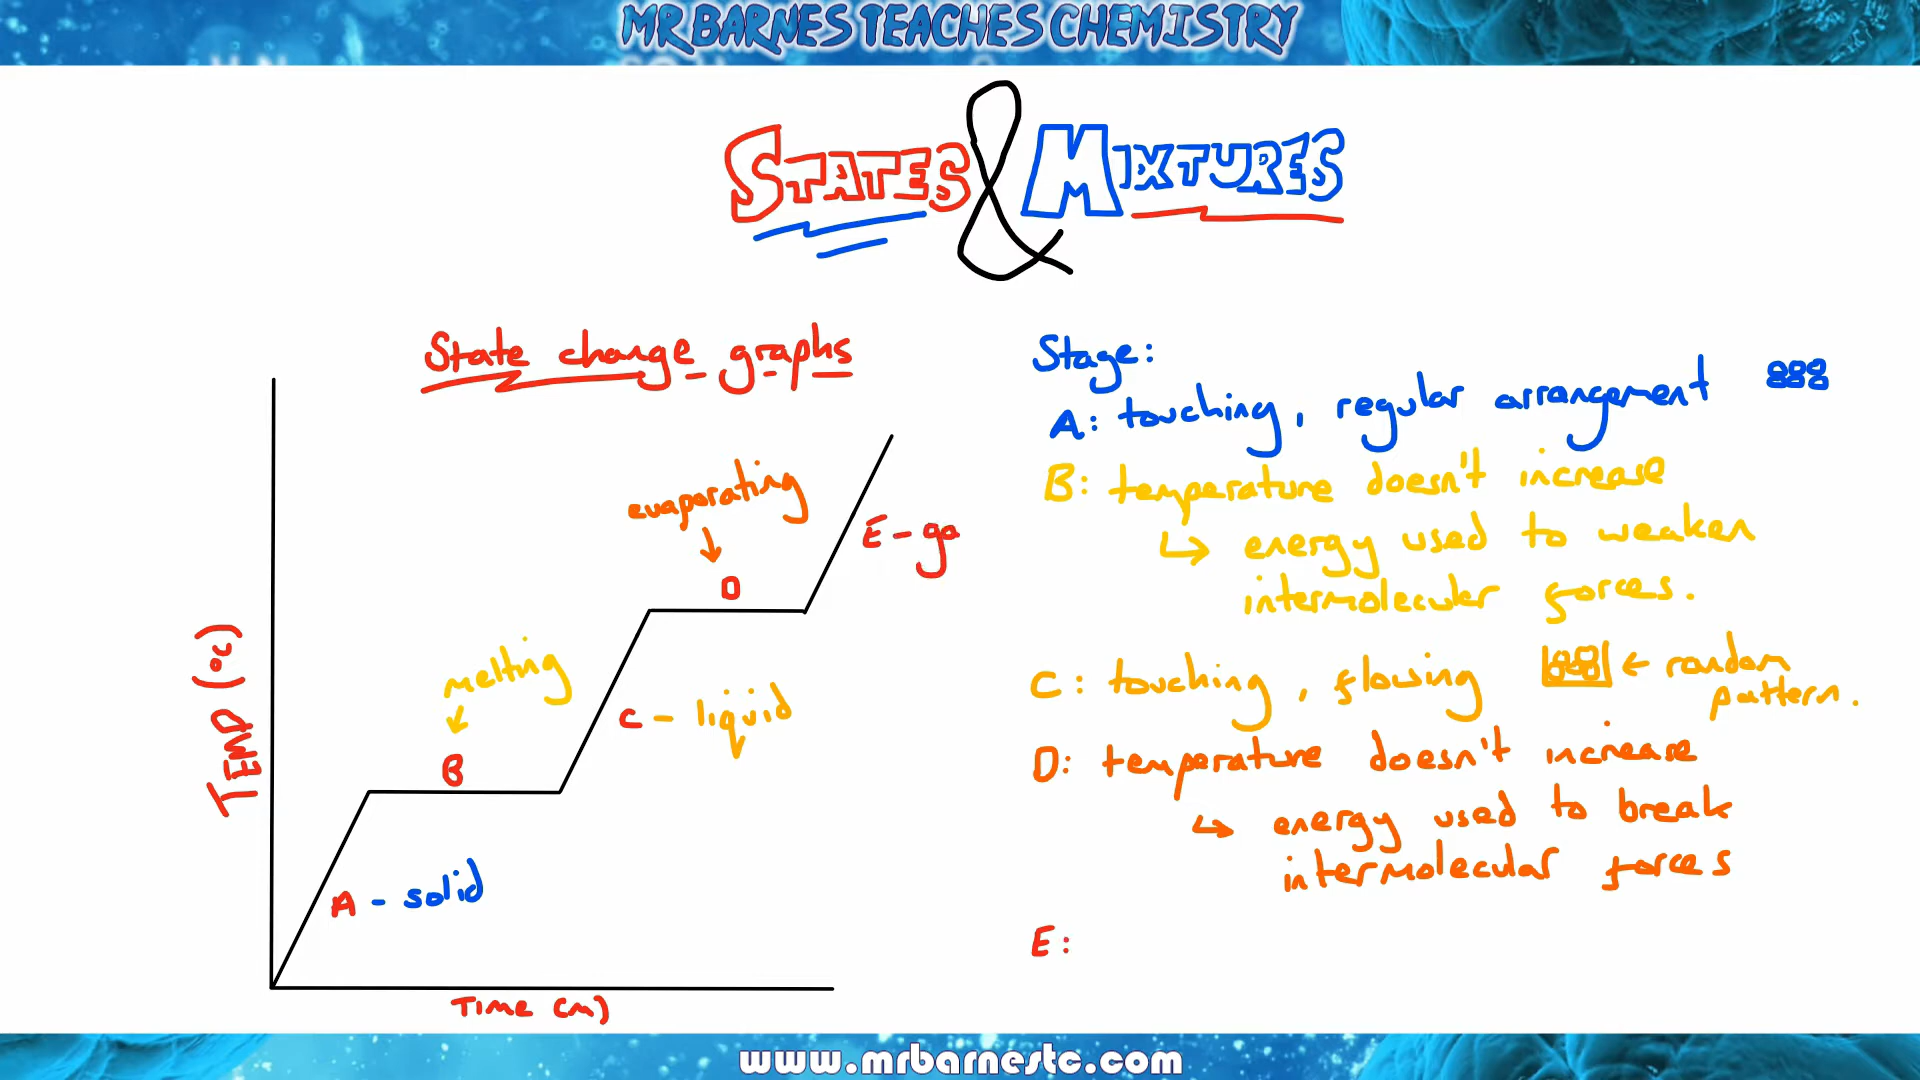 MR BARNES TEACHES CHEMISTRY
STATES & MIXTURES
State change graphs
TEMP (°C)
evaporating
D
E - ga
melting
B
C - liquid
A - solid
Time (m)
Stage:
A: touching, regular arrangement
B: temperature doesn't increase
↳ energy used to weaken
intermolecular forces.
C: touching, flowing ← random
pattern.
D: temperature doesn't increase
↳ energy used to break
intermolecular forces
E:
www.mrbarnestc.com